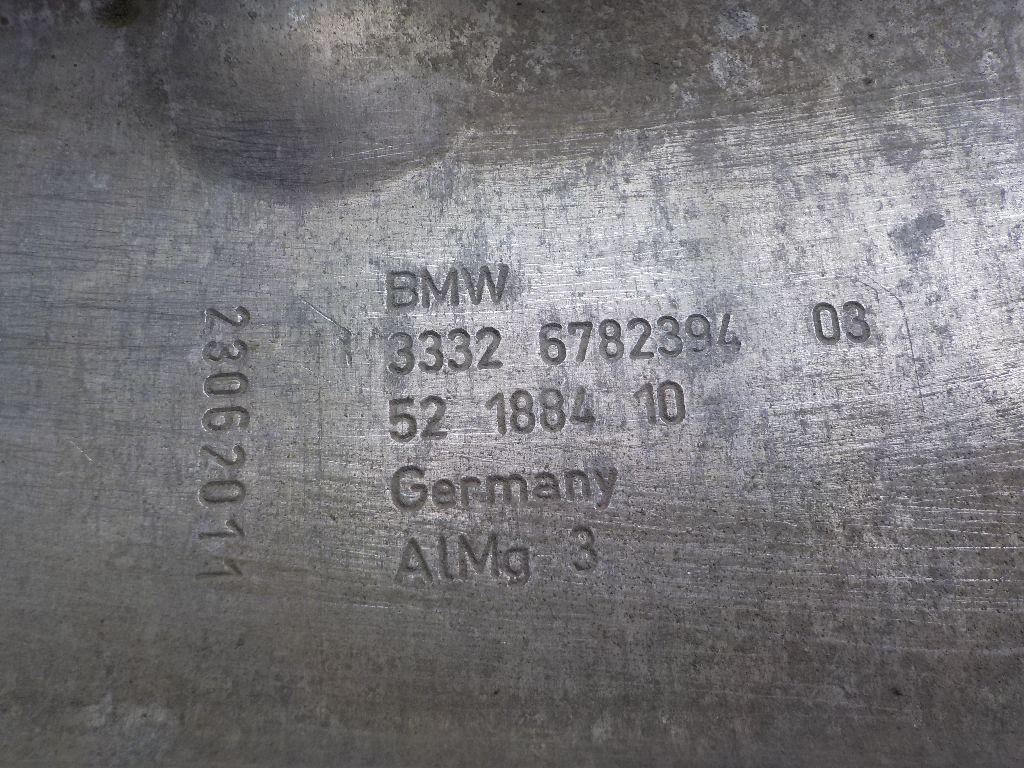 BMW
3332 6782394 03
52 1884 10
Germany
AlMg 3
23062011